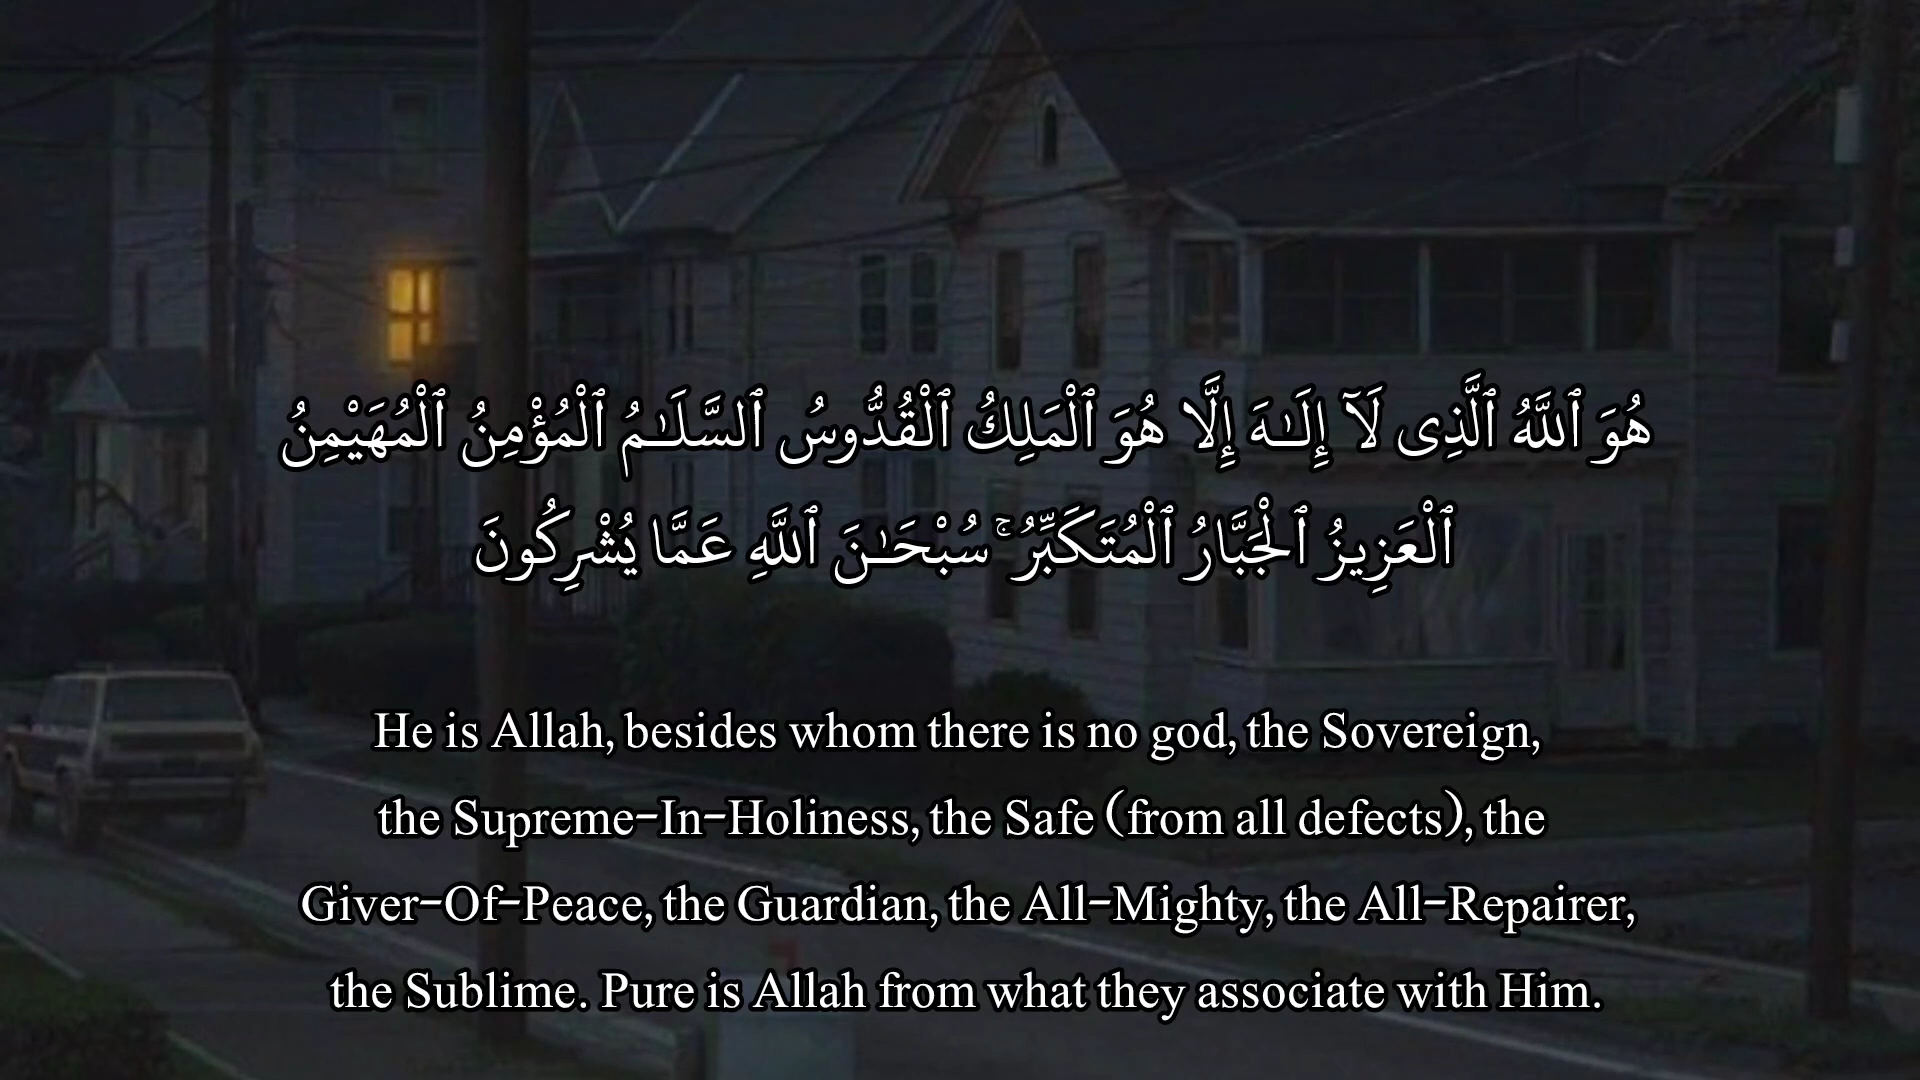 هُوَ ٱللَّهُ ٱلَّذِى لَآ إِلَـٰهَ إِلَّا هُوَ ٱلْمَلِكُ ٱلْقُدُّوسُ ٱلسَّلَـٰمُ ٱلْمُؤْمِنُ ٱلْمُهَيْمِنُ
ٱلْعَزِيزُ ٱلْجَبَّارُ ٱلْمُتَكَبِّرُ ۚ سُبْحَـٰنَ ٱللَّهِ عَمَّا يُشْرِكُونَ
He is Allah, besides whom there is no god, the Sovereign,
the Supreme-In-Holiness, the Safe (from all defects), the
Giver-Of-Peace, the Guardian, the All-Mighty, the All-Repairer,
the Sublime. Pure is Allah from what they associate with Him.